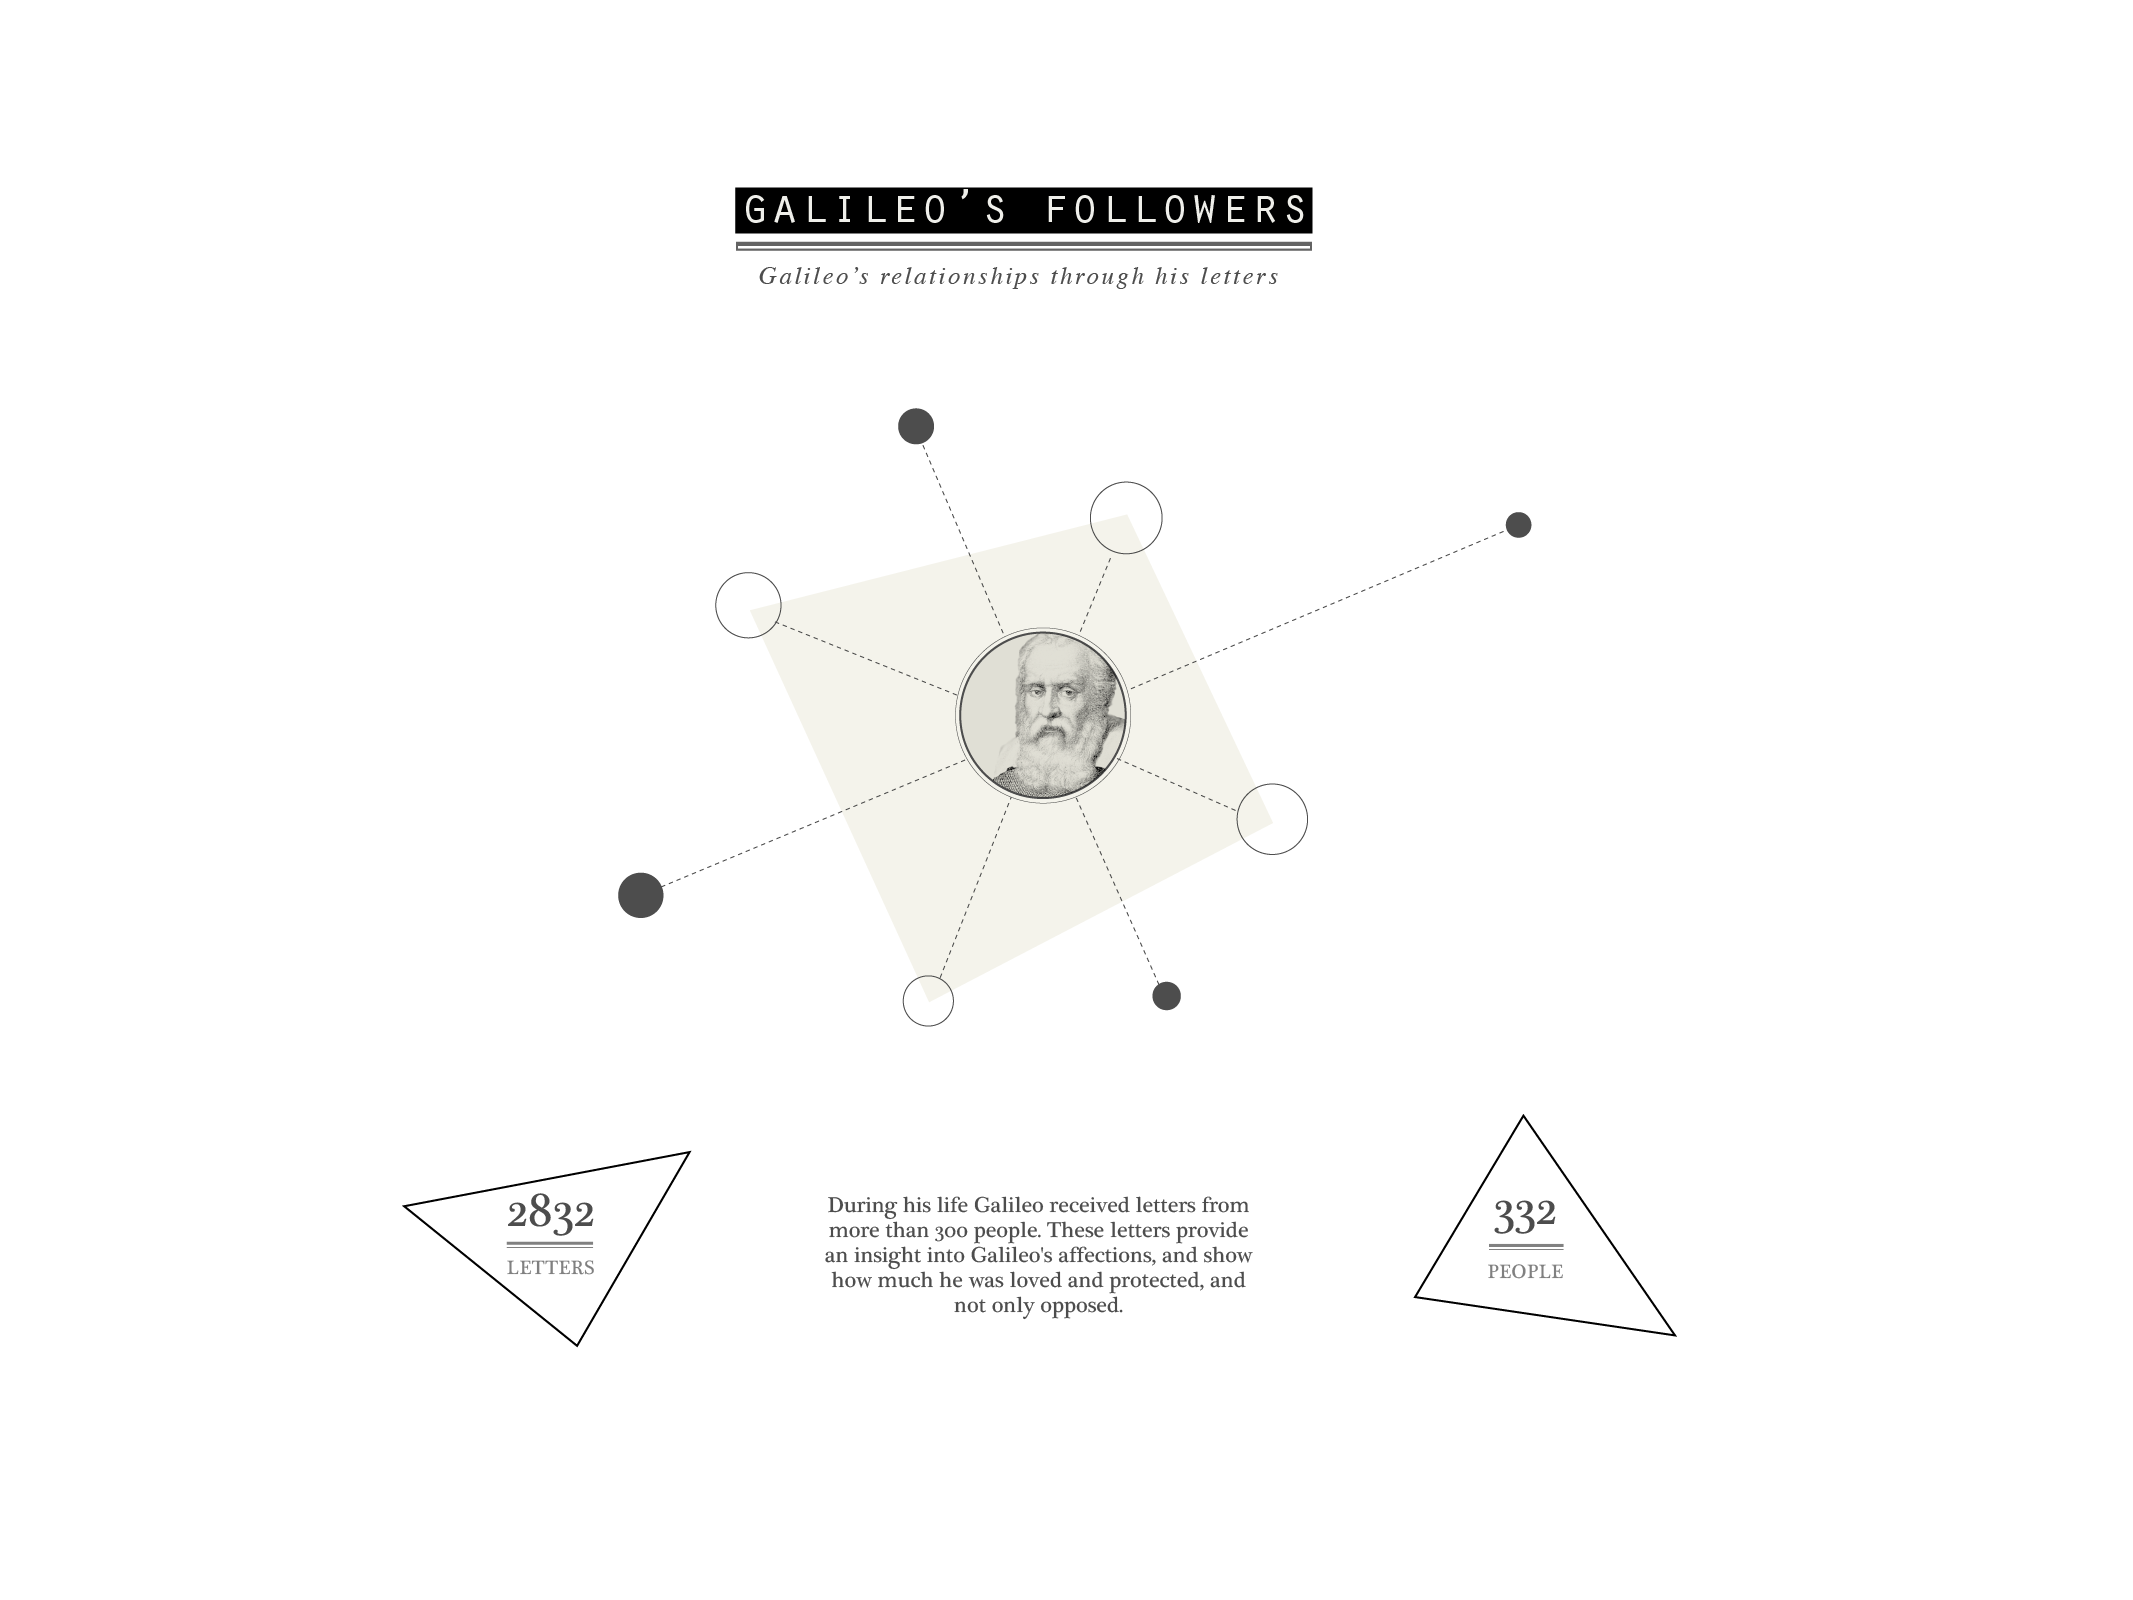 GALILEO’S FOLLOWERS
Galileo’s relationships through his letters
2832
LETTERS
During his life Galileo received letters from
more than 300 people. These letters provide
an insight into Galileo's affections, and show
how much he was loved and protected, and
not only opposed.
332
PEOPLE